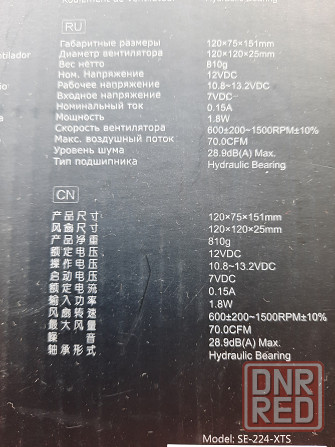 Hydraulic Bearing
RU
Габаритные размеры 120×75×151mm
tilador Диаметр вентилятора 120×120×25mm
Вес нетто 810g
Ном. Напряжение 12VDC
Рабочее напряжение 10.8~13.2VDC
Входное напряжение 7VDC
Номинальный ток 0.15A
Мощность 1.8W
Скорость вентилятора 600±200~1500RPM±10%
Макс. воздушный поток 70.0CFM
Уровень шума 28.9dB(A) Max.
Тип подшипника Hydraulic Bearing
CN
产品尺寸 120×75×151mm
风扇尺寸 120×120×25mm
产品净重 810g
额定电压 12VDC
操作电压 10.8~13.2VDC
启动电压 7VDC
额定电流 0.15A
输入功率 1.8W
风扇转速 600±200~1500RPM±10%
最大风量 70.0CFM
噪音 28.9dB(A) Max.
轴承形式 Hydraulic Bearing
Model: SE-224-XTS
DNR
RED